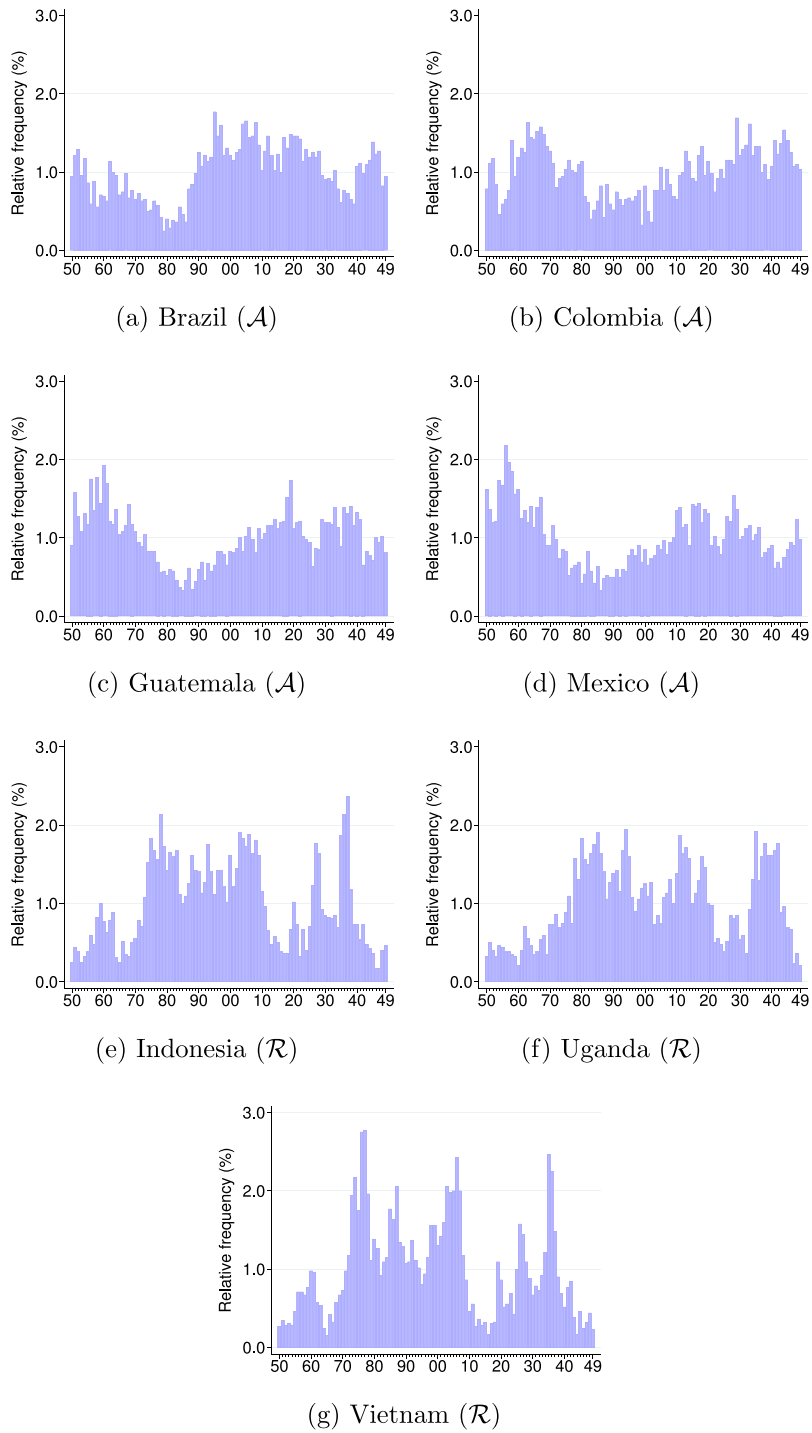 3.0
2.0
1.0
0.0
Relative frequency (%)
50 60 70 80 90 00 10 20 30 40 49
(a) Brazil (𝒜)
3.0
2.0
1.0
0.0
Relative frequency (%)
50 60 70 80 90 00 10 20 30 40 49
(b) Colombia (𝒜)
3.0
2.0
1.0
0.0
Relative frequency (%)
50 60 70 80 90 00 10 20 30 40 49
(c) Guatemala (𝒜)
3.0
2.0
1.0
0.0
Relative frequency (%)
50 60 70 80 90 00 10 20 30 40 49
(d) Mexico (𝒜)
3.0
2.0
1.0
0.0
Relative frequency (%)
50 60 70 80 90 00 10 20 30 40 49
(e) Indonesia (ℛ)
3.0
2.0
1.0
0.0
Relative frequency (%)
50 60 70 80 90 00 10 20 30 40 49
(f) Uganda (ℛ)
3.0
2.0
1.0
0.0
Relative frequency (%)
50 60 70 80 90 00 10 20 30 40 49
(g) Vietnam (ℛ)